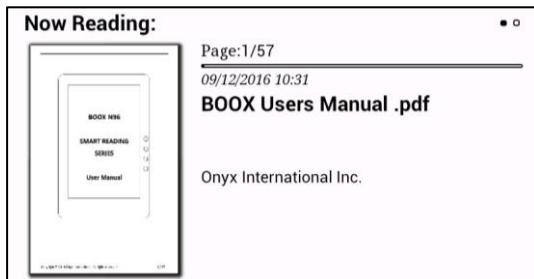 Now Reading:
Page:1/57
09/12/2016 10:31
BOOX Users Manual .pdf
Onyx International Inc.
BOOX N96
SMART READING
SERIES
User Manual